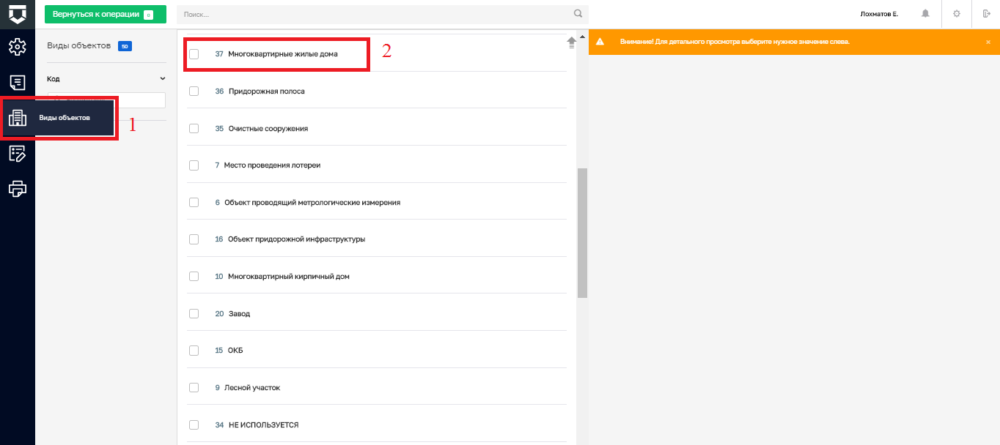 Вернуться к операции 0
Поиск...
Лохматов Е.
Виды объектов 50
Код
Виды объектов
1
2
37 Многоквартирные жилые дома
36 Придорожная полоса
35 Очистные сооружения
7 Место проведения лотереи
6 Объект проводящий метрологические измерения
16 Объект придорожной инфраструктуры
10 Многоквартирный кирпичный дом
20 Завод
15 ОКБ
9 Лесной участок
34 НЕ ИСПОЛЬЗУЕТСЯ
Внимание! Для детального просмотра выберите нужное значение слева.